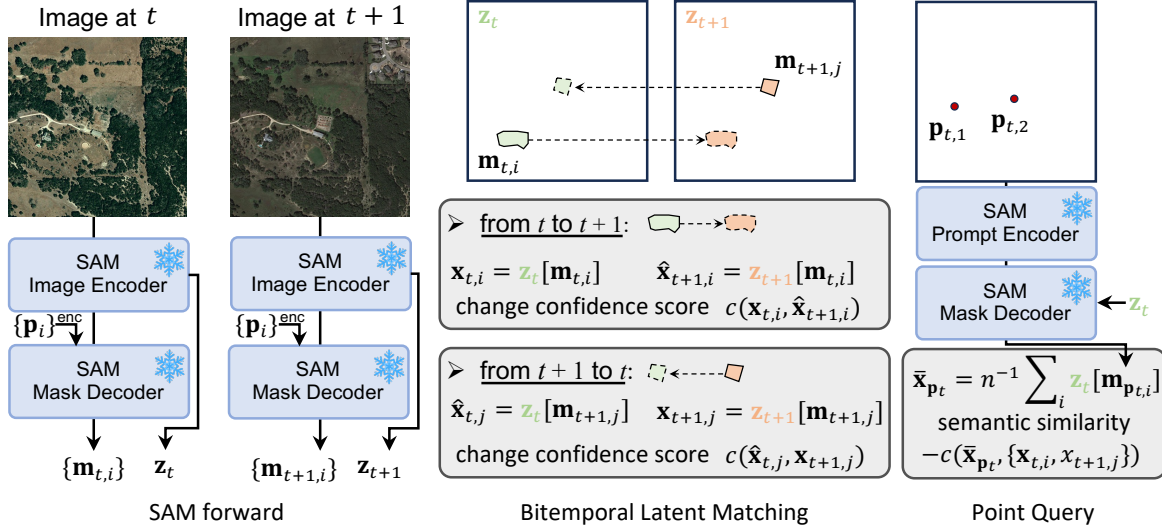 Image at t
Image at t + 1
SAM
Image Encoder
{p_i}^enc
SAM
Mask Decoder
{m_{t,i}}
z_t
SAM
Image Encoder
{p_i}^enc
SAM
Mask Decoder
{m_{t+1,i}}
z_{t+1}
SAM forward
z_t
z_{t+1}
m_{t+1,j}
m_{t,i}
➢ from t to t + 1:
x_{t,i} = z_t[m_{t,i}] x̂_{t+1,i} = z_{t+1}[m_{t,i}]
change confidence score c(x_{t,i}, x̂_{t+1,i})
➢ from t + 1 to t:
x̂_{t,j} = z_t[m_{t+1,j}] x_{t+1,j} = z_{t+1}[m_{t+1,j}]
change confidence score c(x̂_{t,j}, x_{t+1,j})
Bitemporal Latent Matching
p_{t,1}
p_{t,2}
SAM
Prompt Encoder
SAM
Mask Decoder
z_t
x̄_{p_t} = n^{-1} ∑_i z_t[m_{p_{t,i}}]
semantic similarity
−c(x̄_{p_t}, {x_{t,i}, x_{t+1,j}})
Point Query